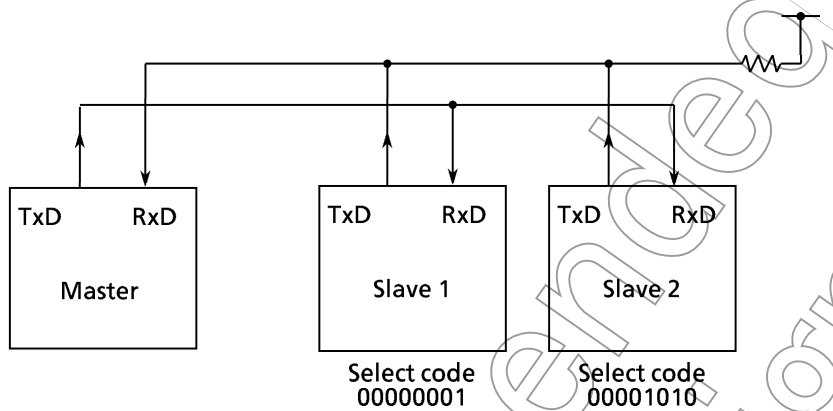 TxD RxD
Master
TxD RxD
Slave 1
Select code
00000001
TxD RxD
Slave 2
Select code
00001010